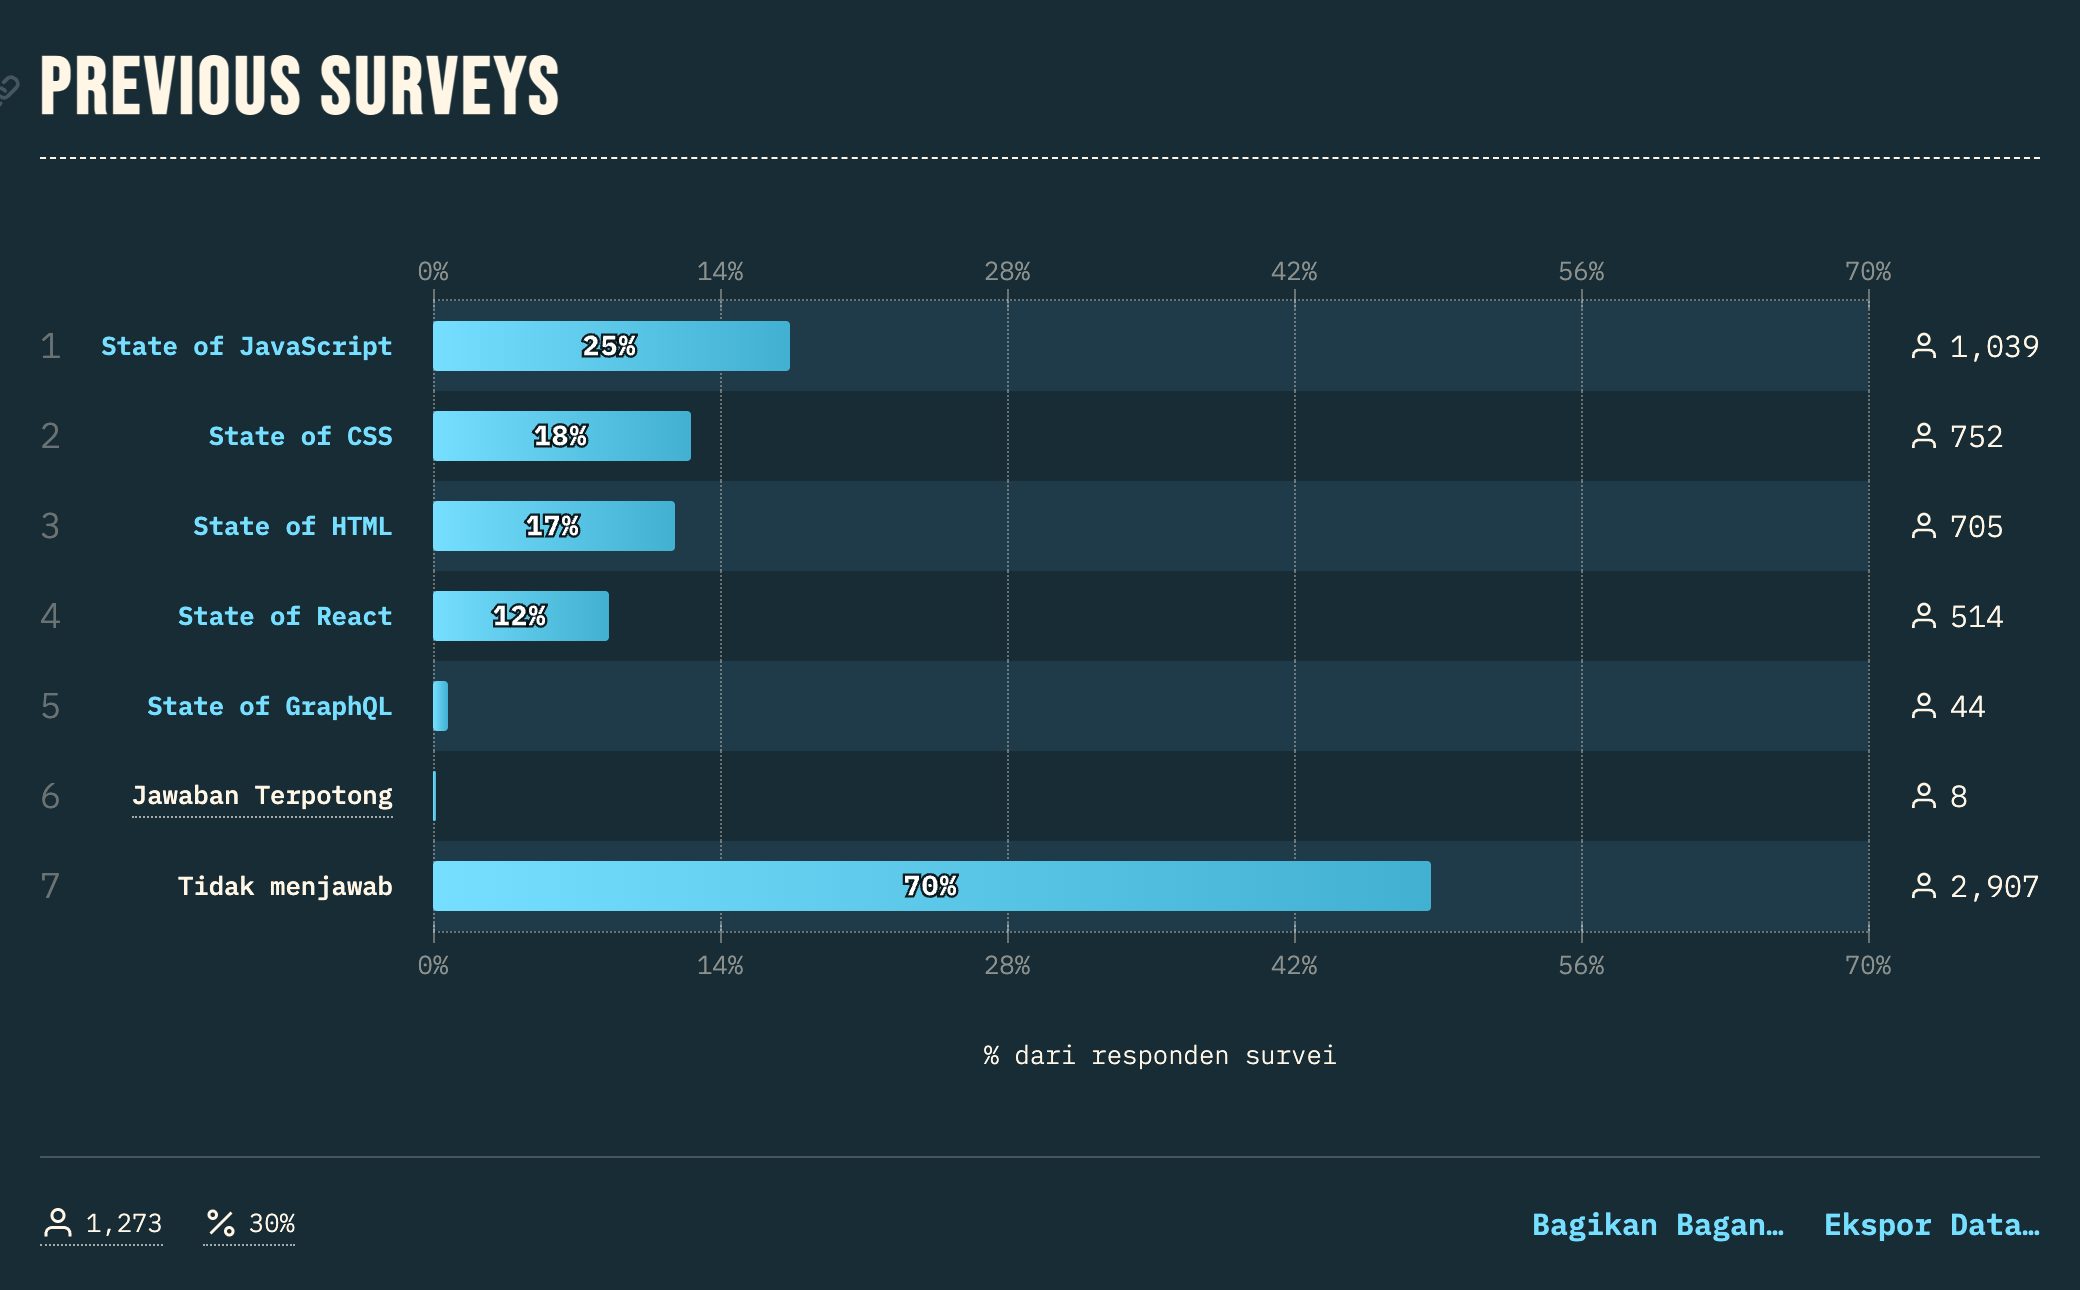 PREVIOUS SURVEYS
0% 14% 28% 42% 56% 70%
1 State of JavaScript 25% 1,039
2 State of CSS 18% 752
3 State of HTML 17% 705
4 State of React 12% 514
5 State of GraphQL 44
6 Jawaban Terpotong 8
7 Tidak menjawab 70% 2,907
0% 14% 28% 42% 56% 70%
% dari responden survei
1,273 % 30% Bagikan Bagan… Ekspor Data…